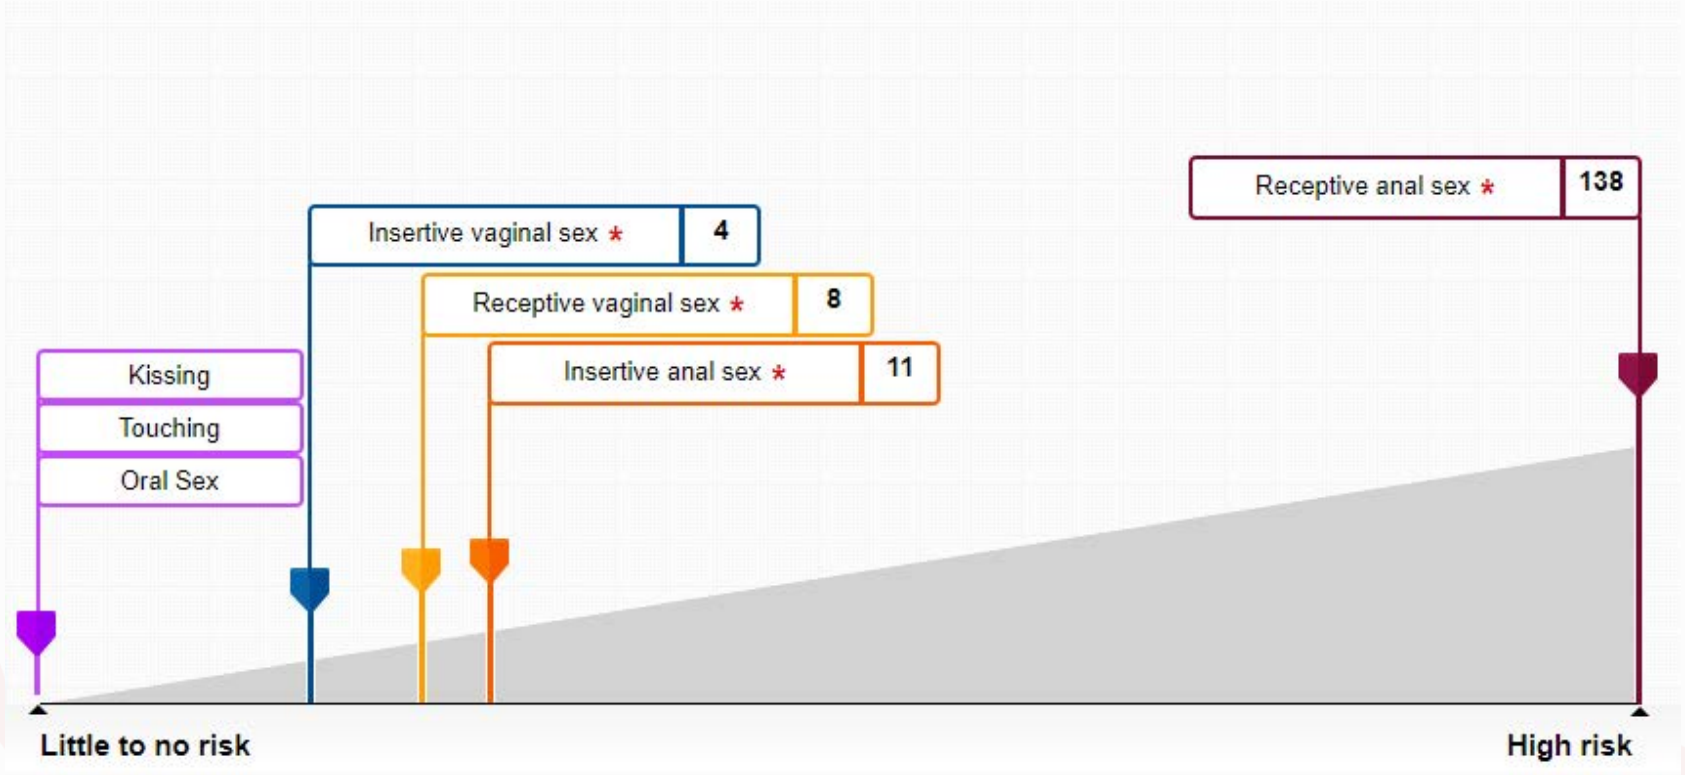 Receptive anal sex * 138
Insertive vaginal sex * 4
Receptive vaginal sex * 8
Insertive anal sex * 11
Kissing
Touching
Oral Sex
Little to no risk
High risk